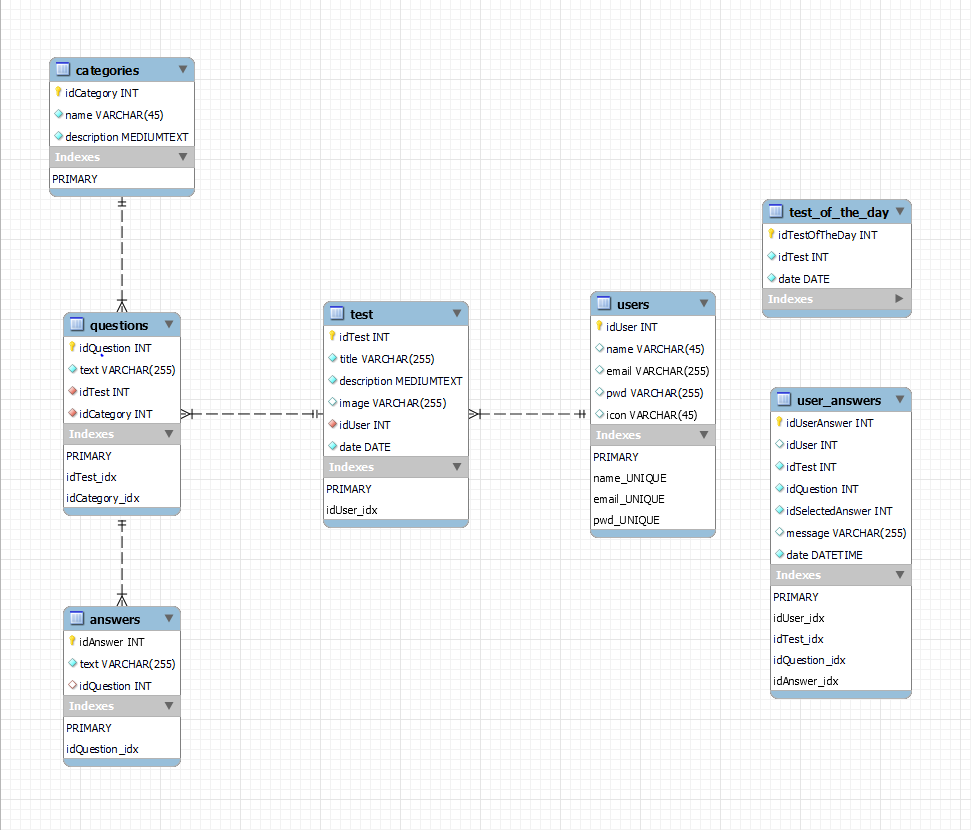 categories
idCategory INT
name VARCHAR(45)
description MEDIUMTEXT
Indexes
PRIMARY
questions
idQuestion INT
text VARCHAR(255)
idTest INT
idCategory INT
Indexes
PRIMARY
idTest_idx
idCategory_idx
answers
idAnswer INT
text VARCHAR(255)
idQuestion INT
Indexes
PRIMARY
idQuestion_idx
test
idTest INT
title VARCHAR(255)
description MEDIUMTEXT
image VARCHAR(255)
idUser INT
date DATE
Indexes
PRIMARY
idUser_idx
users
idUser INT
name VARCHAR(45)
email VARCHAR(255)
pwd VARCHAR(255)
icon VARCHAR(45)
Indexes
PRIMARY
name_UNIQUE
email_UNIQUE
pwd_UNIQUE
test_of_the_day
idTestOfTheDay INT
idTest INT
date DATE
Indexes
user_answers
idUserAnswer INT
idUser INT
idTest INT
idQuestion INT
idSelectedAnswer INT
message VARCHAR(255)
date DATETIME
Indexes
PRIMARY
idUser_idx
idTest_idx
idQuestion_idx
idAnswer_idx